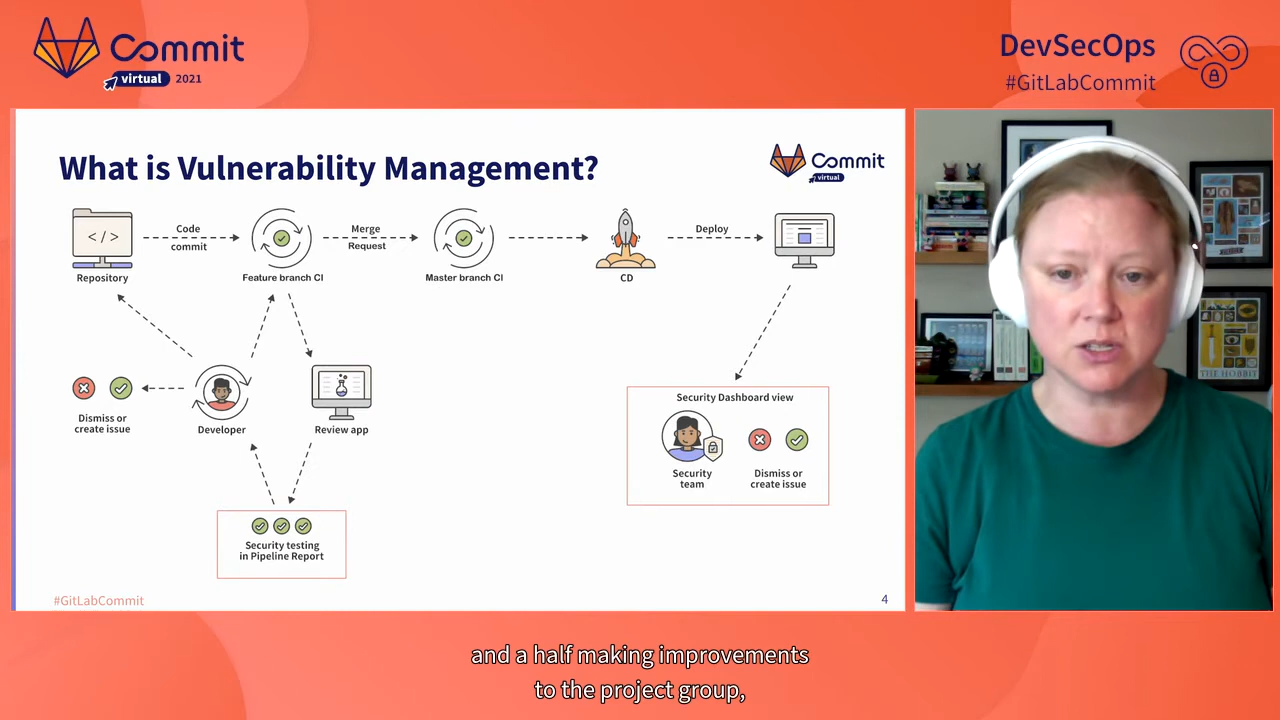 Commit
virtual 2021
DevSecOps
#GitLabCommit
What is Vulnerability Management?
Commit
virtual
Code
commit
Merge
Request
Deploy
</>
Repository
Feature branch CI
Master branch CI
CD
Dismiss or
create issue
Developer
Review app
Security Dashboard view
Security
team
Dismiss or
create issue
Security testing
in Pipeline Report
#GitLabCommit
4
THE HOBBIT
and a half making improvements
to the project group,